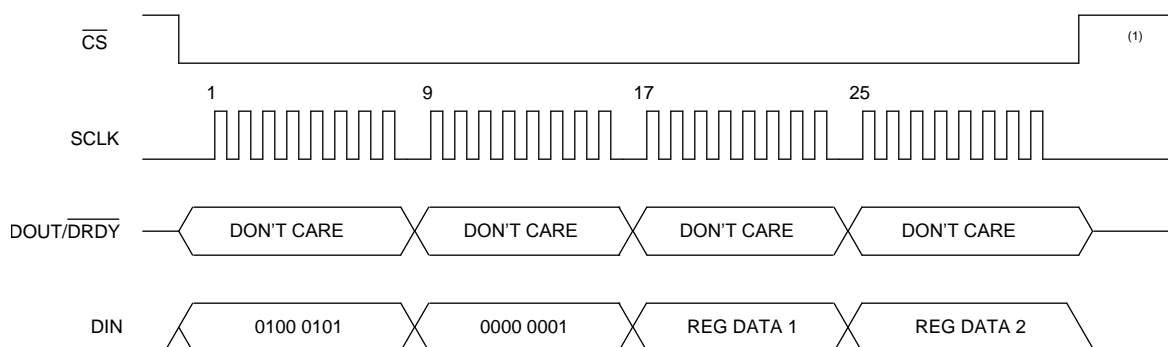 CS
(1)
1 9 17 25
SCLK
DOUT/DRDY DON'T CARE DON'T CARE DON'T CARE DON'T CARE
DIN 0100 0101 0000 0001 REG DATA 1 REG DATA 2